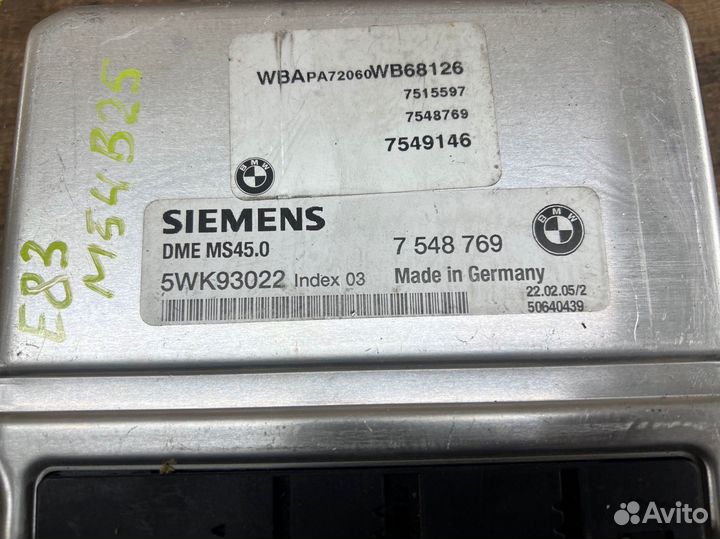 WBAPA72060WB68126
7515597
7548769
7549146
BMW
SIEMENS
DME MS45.0
7 548 769
BMW
5WK93022 Index 03
Made in Germany
22.02.05/2
50640439
E83
M54B25
Avito